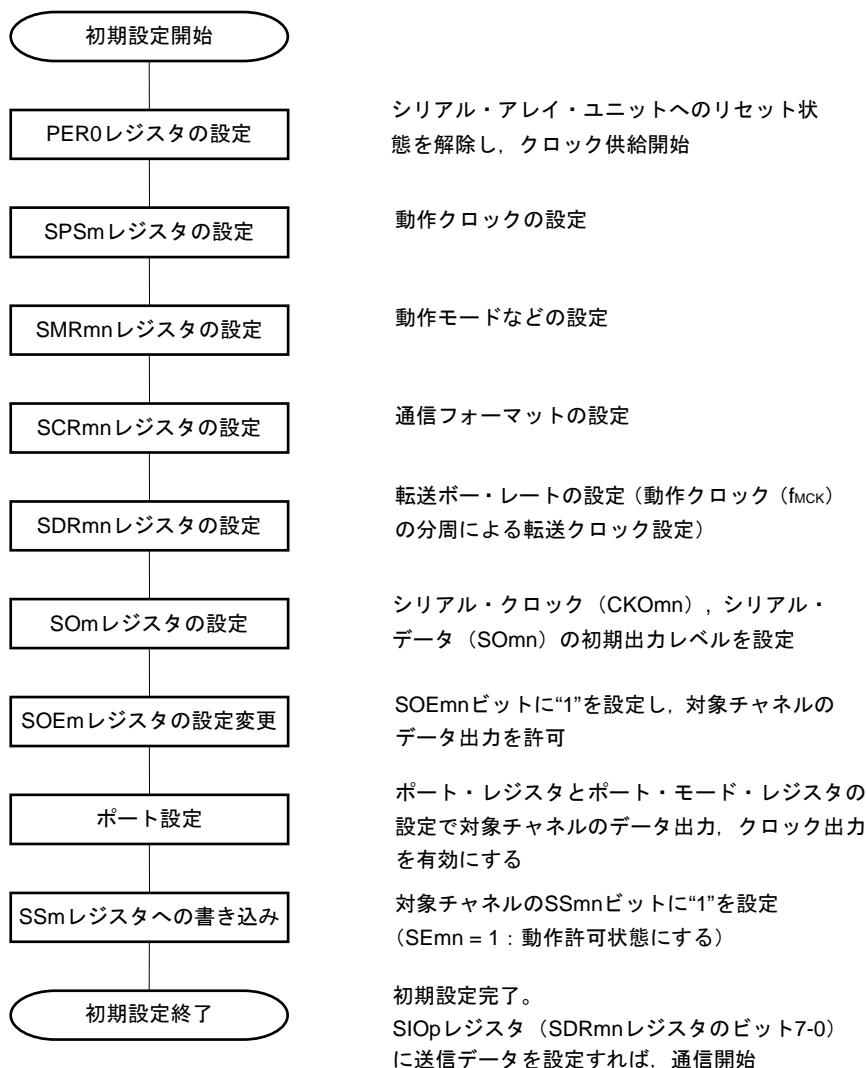 初期設定開始
PER0レジスタの設定
シリアル・アレイ・ユニットへのリセット状
態を解除し，クロック供給開始
SPSmレジスタの設定
動作クロックの設定
SMRmnレジスタの設定
動作モードなどの設定
SCRmnレジスタの設定
通信フォーマットの設定
SDRmnレジスタの設定
転送ボー・レートの設定（動作クロック（fMCK）
の分周による転送クロック設定）
SOmレジスタの設定
シリアル・クロック（CKOmn）, シリアル・
データ（SOmn）の初期出力レベルを設定
SOEmレジスタの設定変更
SOEmnビットに“1”を設定し，対象チャネルの
データ出力を許可
ポート設定
ポート・レジスタとポート・モード・レジスタの
設定で対象チャネルのデータ出力，クロック出力
を有効にする
SSmレジスタへの書き込み
対象チャネルのSSmnビットに“1”を設定
（SEmn = 1：動作許可状態にする）
初期設定終了
初期設定完了。
SIOpレジスタ（SDRmnレジスタのビット7-0）
に送信データを設定すれば，通信開始